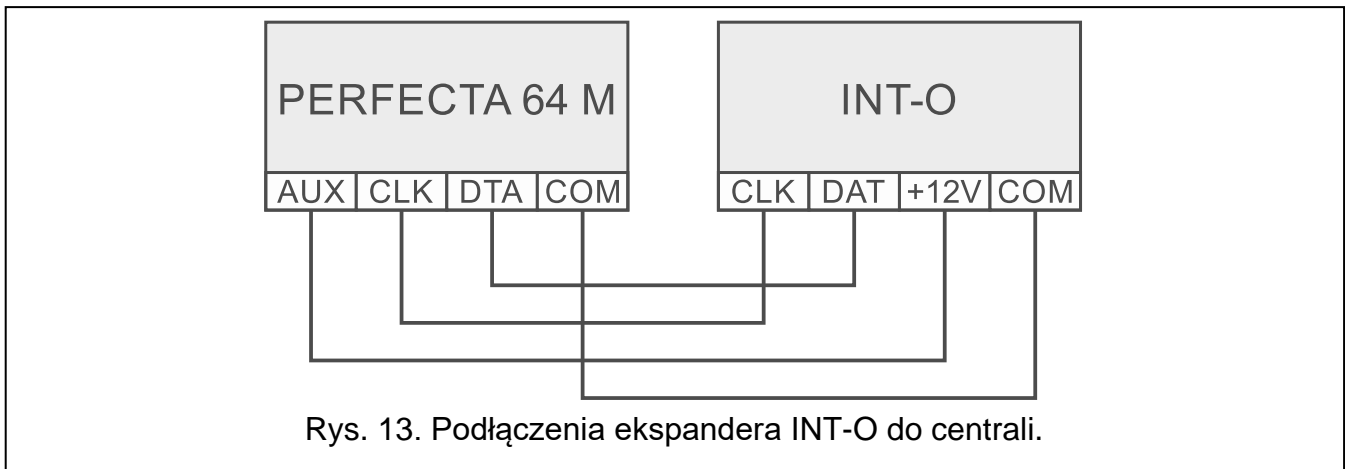 PERFECTA 64 M
AUX CLK DTA COM
INT-O
CLK DAT +12V COM
Rys. 13. Podłączenia ekspandera INT-O do centrali.